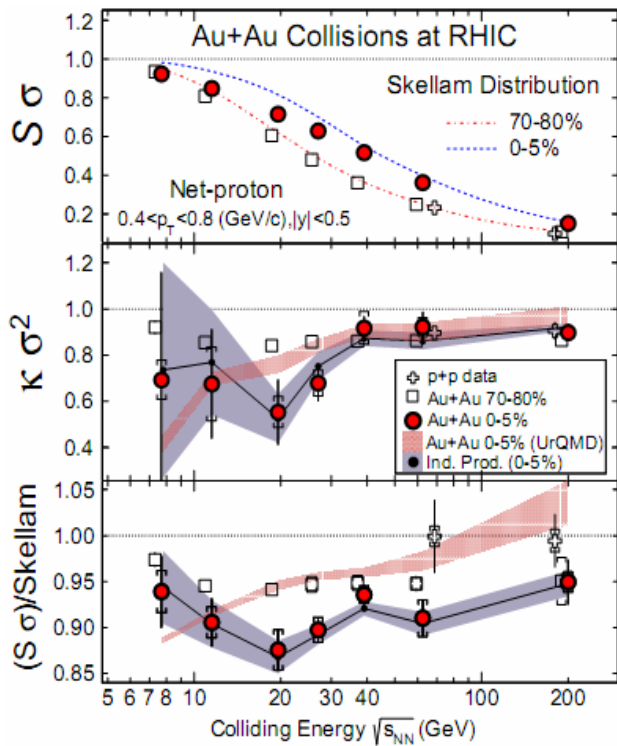 Au+Au Collisions at RHIC
Skellam Distribution
70-80%
0-5%
Net-proton
0.4<p_T<0.8 (GeV/c),|y|<0.5
S σ
1.0
0.8
0.6
0.4
0.2
κ σ²
1.2
1.0
0.8
0.6
0.4
p+p data
Au+Au 70-80%
Au+Au 0-5%
Au+Au 0-5% (UrQMD)
Ind. Prod. (0-5%)
(S σ)/Skellam
1.05
1.00
0.95
0.90
0.85
5 6 7 8 10 20 30 40 100 200
Colliding Energy √s_NN (GeV)